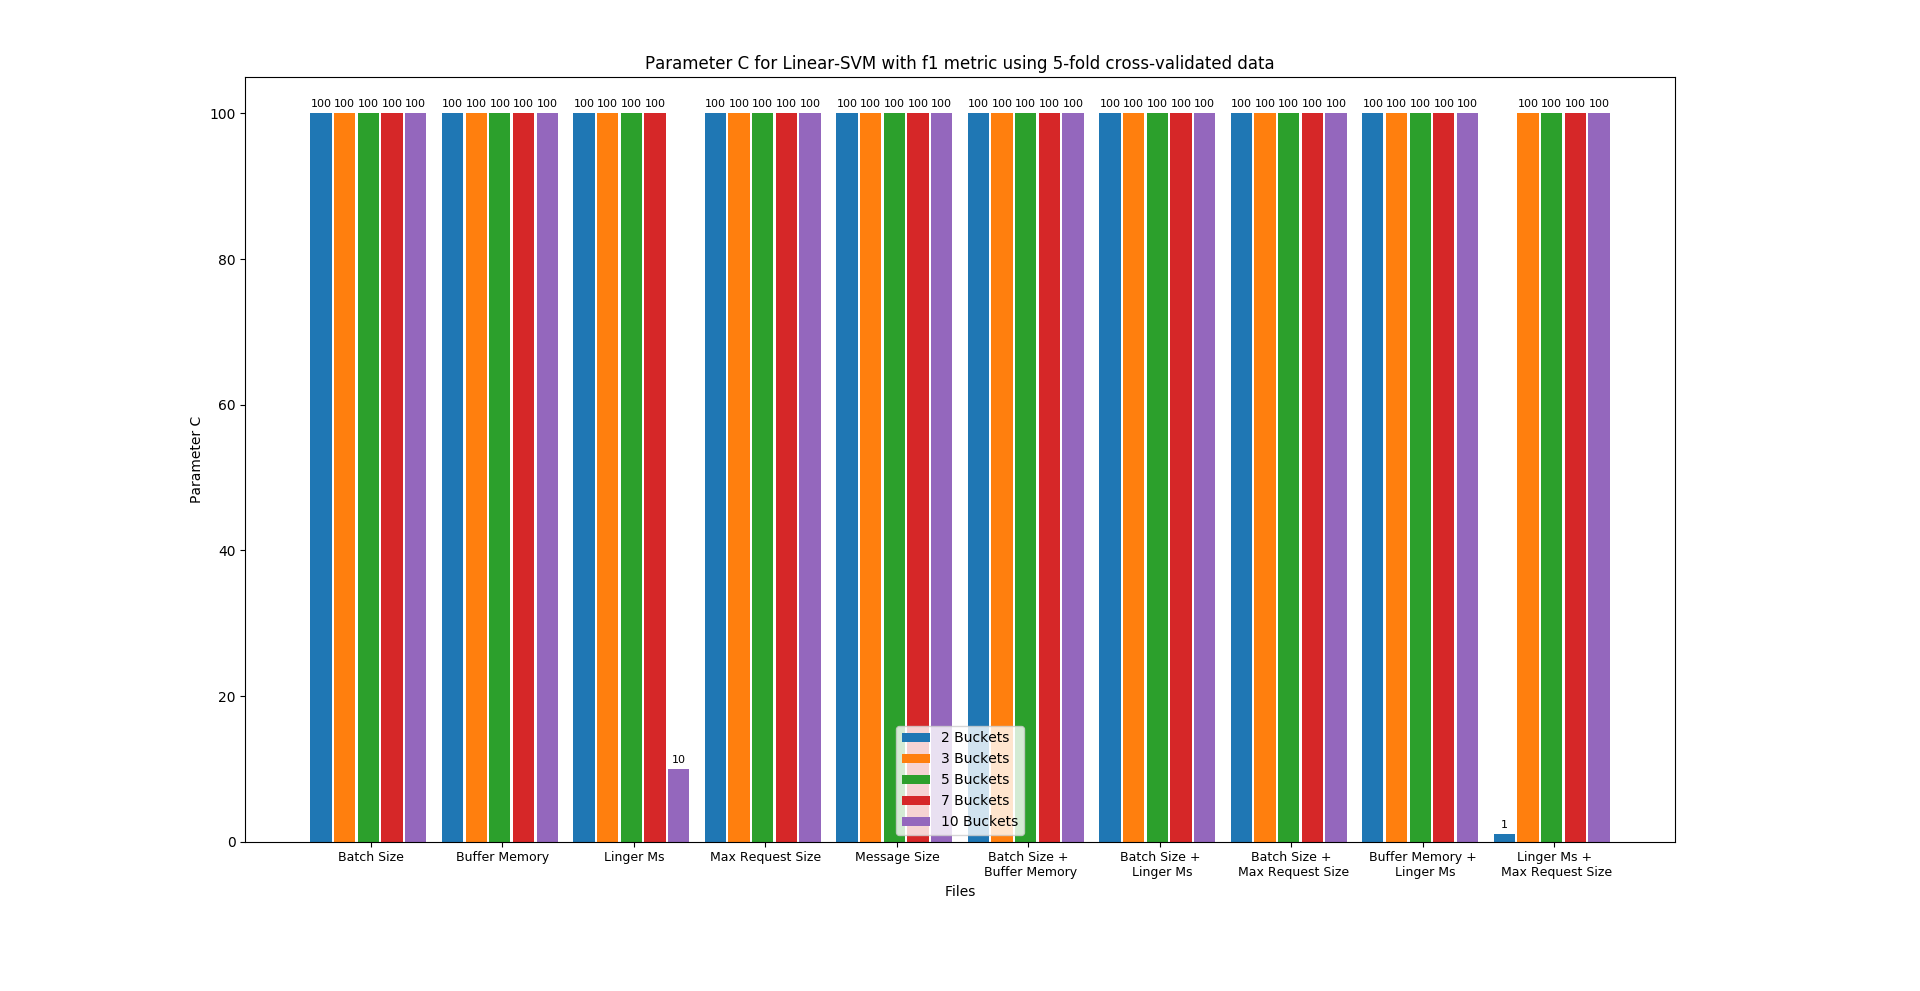 Parameter C for Linear-SVM with f1 metric using 5-fold cross-validated data
100 100 100 100 100 100 100 100 100 100 100 100 100 100 100 100 100 100 100 100 100 100 100 100 100 100 100 100 100 100 100 100 100 100 100 100 100 100 100 100 100 100 100 100 100 100 100 100
100
80
60
40
20
0
Parameter C
10
1
2 Buckets
3 Buckets
5 Buckets
7 Buckets
10 Buckets
Batch Size
Buffer Memory
Linger Ms
Max Request Size
Message Size
Batch Size +
Buffer Memory
Batch Size +
Linger Ms
Batch Size +
Max Request Size
Buffer Memory +
Linger Ms
Linger Ms +
Max Request Size
Files